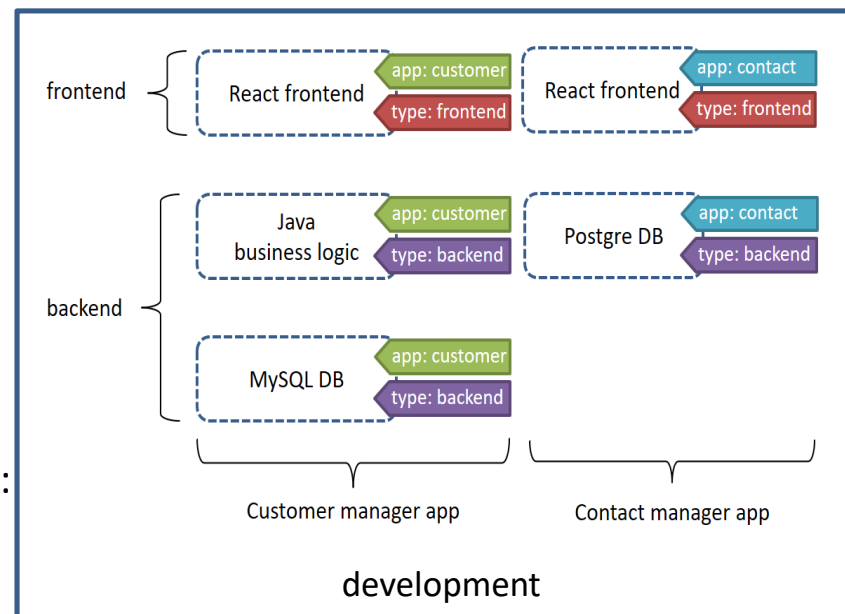 frontend
React frontend
app: customer
type: frontend
React frontend
app: contact
type: frontend
backend
Java
business logic
app: customer
type: backend
Postgre DB
app: contact
type: backend
MySQL DB
app: customer
type: backend
:
Customer manager app
Contact manager app
development